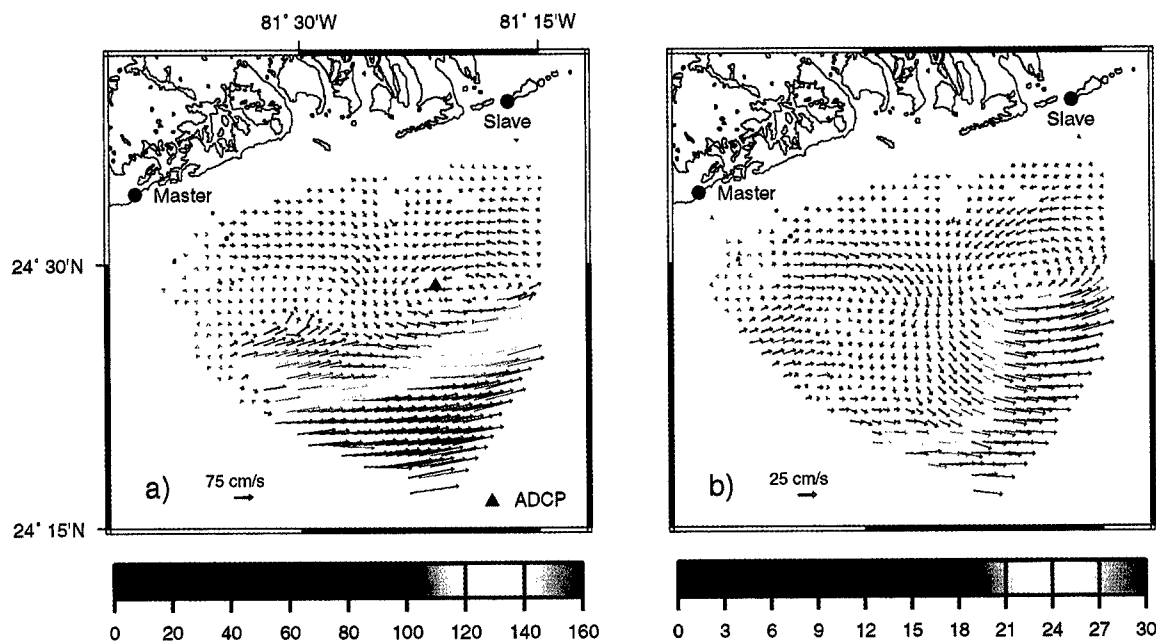 81° 30'W
81° 15'W
Slave
Master
24° 30'N
a)
75 cm/s
ADCP
24° 15'N
0 20 40 60 80 100 120 140 160
Slave
Master
b)
25 cm/s
0 3 6 9 12 15 18 21 24 27 30